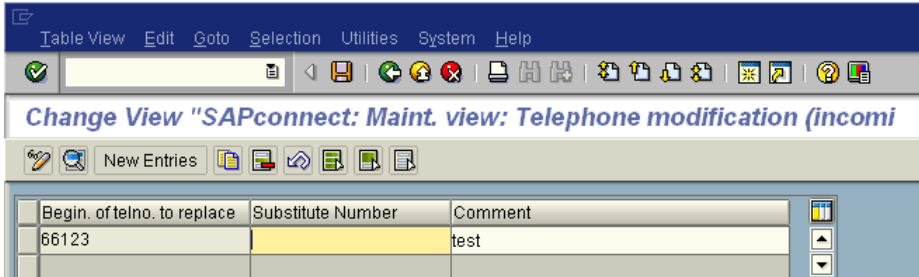 Table View Edit Goto Selection Utilities System Help
Change View "SAPconnect: Maint. view: Telephone modification (incomi
New Entries
Begin. of telno. to replace Substitute Number Comment
66123 test